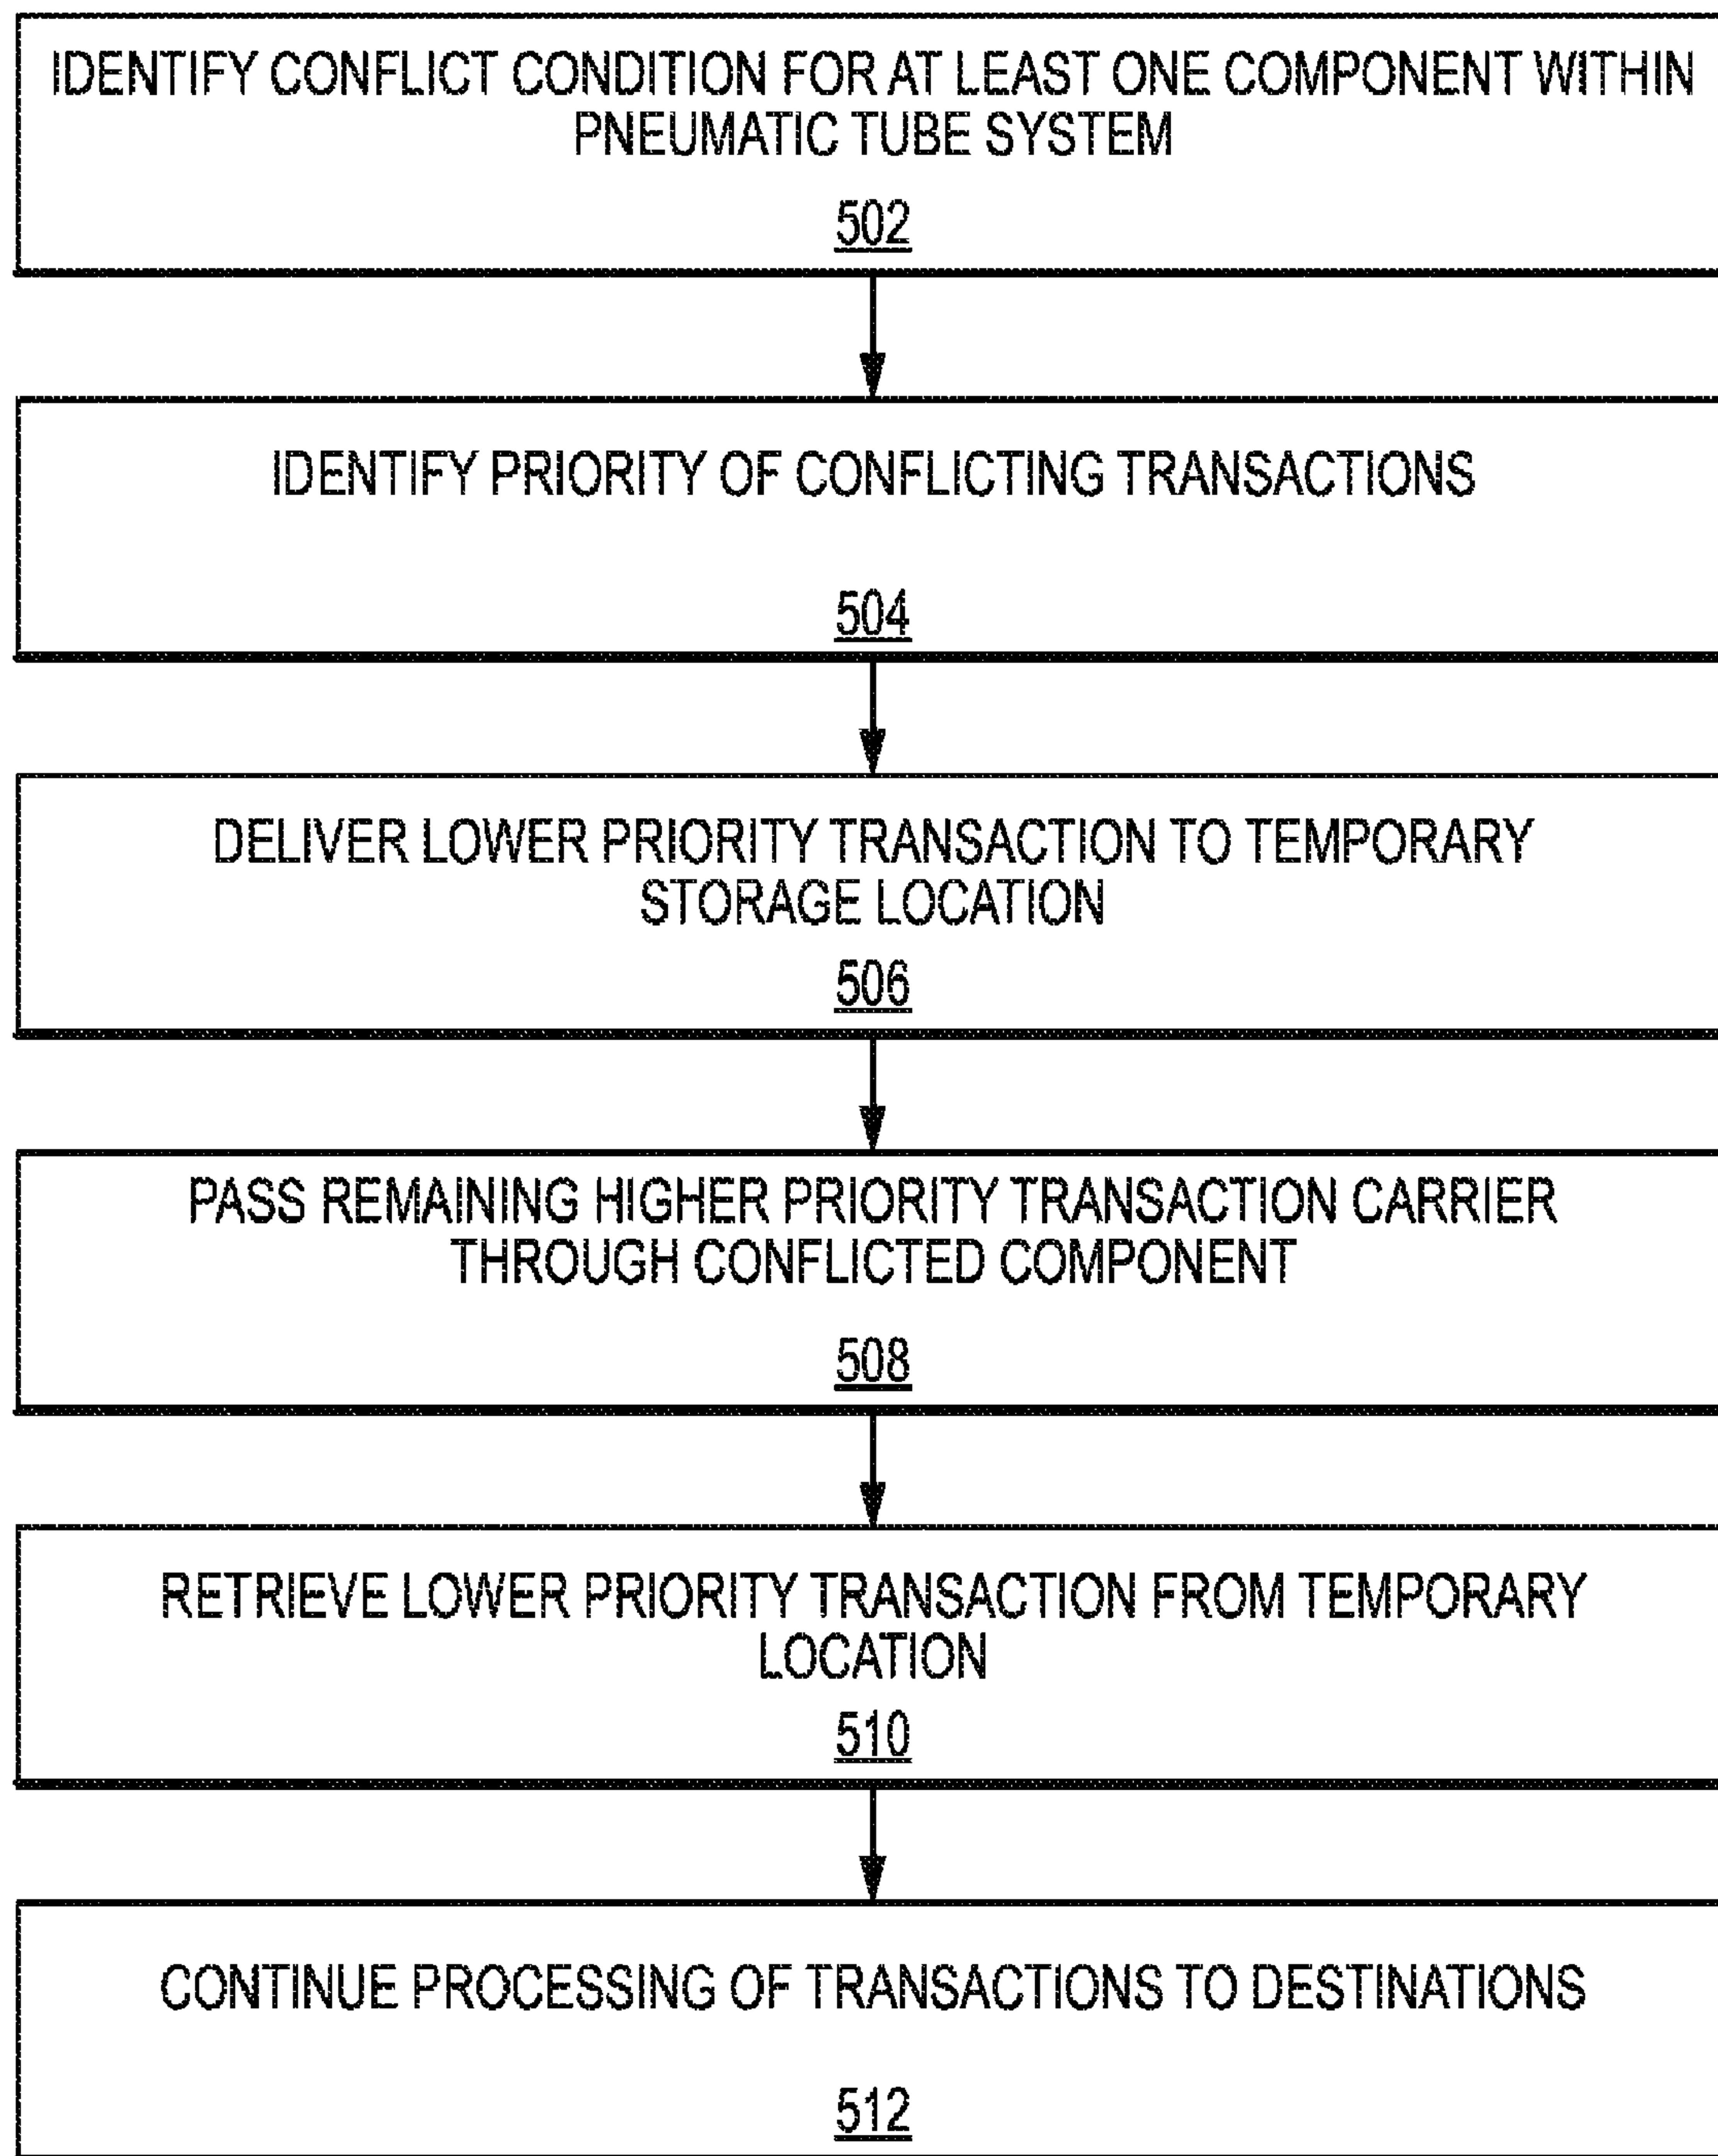 IDENTIFY CONFLICT CONDITION FOR AT LEAST ONE COMPONENT WITHIN
PNEUMATIC TUBE SYSTEM
502
IDENTIFY PRIORITY OF CONFLICTING TRANSACTIONS
504
DELIVER LOWER PRIORITY TRANSACTION TO TEMPORARY
STORAGE LOCATION
506
PASS REMAINING HIGHER PRIORITY TRANSACTION CARRIER
THROUGH CONFLICTED COMPONENT
508
RETRIEVE LOWER PRIORITY TRANSACTION FROM TEMPORARY
LOCATION
510
CONTINUE PROCESSING OF TRANSACTIONS TO DESTINATIONS
512